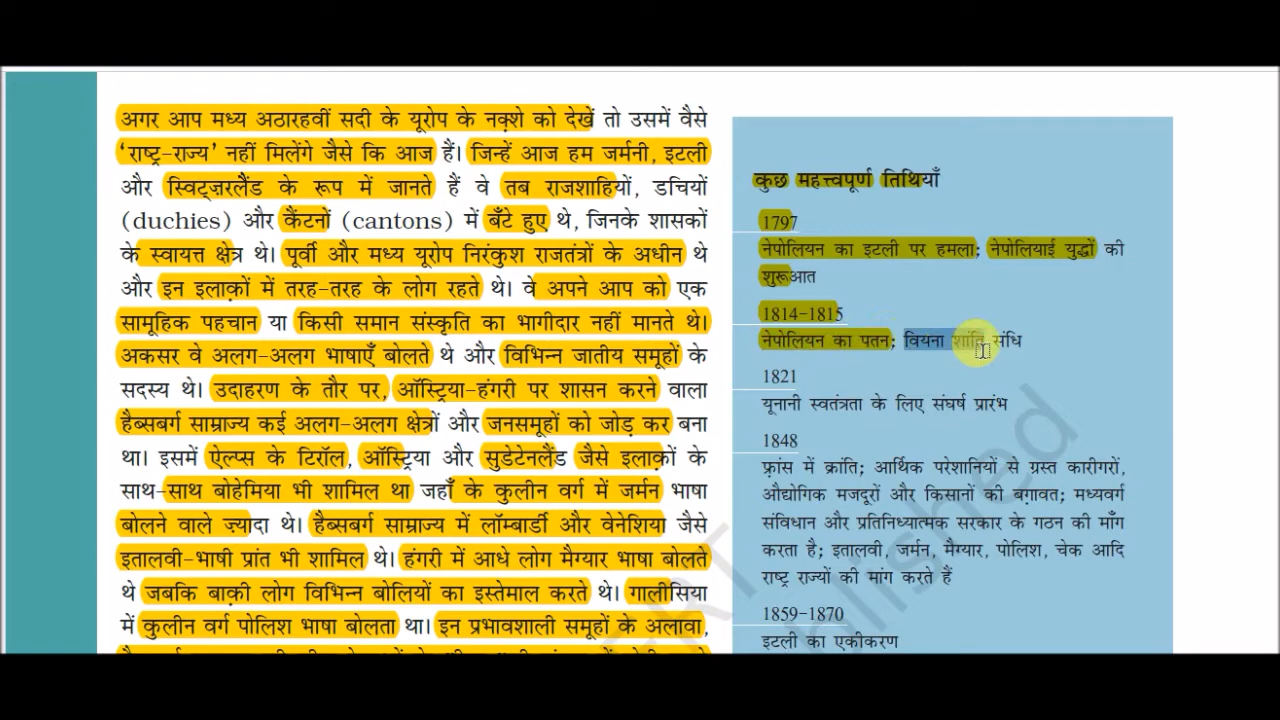 अगर आप मध्य अठारहवीं सदी के यूरोप के नक़्शे को देखें तो उसमें वैसे
‘राष्ट्र-राज्य’ नहीं मिलेंगे जैसे कि आज हैं। जिन्हें आज हम जर्मनी, इटली
और स्विट्ज़रलैंड के रूप में जानते हैं वे तब राजशाहियों, डचियों
(duchies) और कैंटनों (cantons) में बँटे हुए थे, जिनके शासकों
के स्वायत्त क्षेत्र थे। पूर्वी और मध्य यूरोप निरंकुश राजतंत्रों के अधीन थे
और इन इलाक़ों में तरह-तरह के लोग रहते थे। वे अपने आप को एक
सामूहिक पहचान या किसी समान संस्कृति का भागीदार नहीं मानते थे।
अकसर वे अलग-अलग भाषाएँ बोलते थे और विभिन्न जातीय समूहों के
सदस्य थे। उदाहरण के तौर पर, ऑस्ट्रिया-हंगरी पर शासन करने वाला
हैब्सबर्ग साम्राज्य कई अलग-अलग क्षेत्रों और जनसमूहों को जोड़ कर बना
था। इसमें ऐल्प्स के टिरॉल, ऑस्ट्रिया और सुडेटेनलैंड जैसे इलाक़ों के
साथ-साथ बोहेमिया भी शामिल था जहाँ के कुलीन वर्ग में जर्मन भाषा
बोलने वाले ज़्यादा थे। हैब्सबर्ग साम्राज्य में लॉम्बार्डी और वेनेशिया जैसे
इतालवी-भाषी प्रांत भी शामिल थे। हंगरी में आधे लोग मैग्यार भाषा बोलते
थे जबकि बाक़ी लोग विभिन्न बोलियों का इस्तेमाल करते थे। गालीसिया
में कुलीन वर्ग पोलिश भाषा बोलता था। इन प्रभावशाली समूहों के अलावा,
कुछ महत्त्वपूर्ण तिथियाँ
1797
नेपोलियन का इटली पर हमला; नेपोलियाई युद्धों की
शुरूआत
1814-1815
नेपोलियन का पतन; वियना शांति संधि
1821
यूनानी स्वतंत्रता के लिए संघर्ष प्रारंभ
1848
फ़्रांस में क्रांति; आर्थिक परेशानियों से ग्रस्त कारीगरों,
औद्योगिक मजदूरों और किसानों की बग़ावत; मध्यवर्ग
संविधान और प्रतिनिध्यात्मक सरकार के गठन की माँग
करता है; इतालवी, जर्मन, मैग्यार, पोलिश, चेक आदि
राष्ट्र राज्यों की मांग करते हैं
1859-1870
इटली का एकीकरण